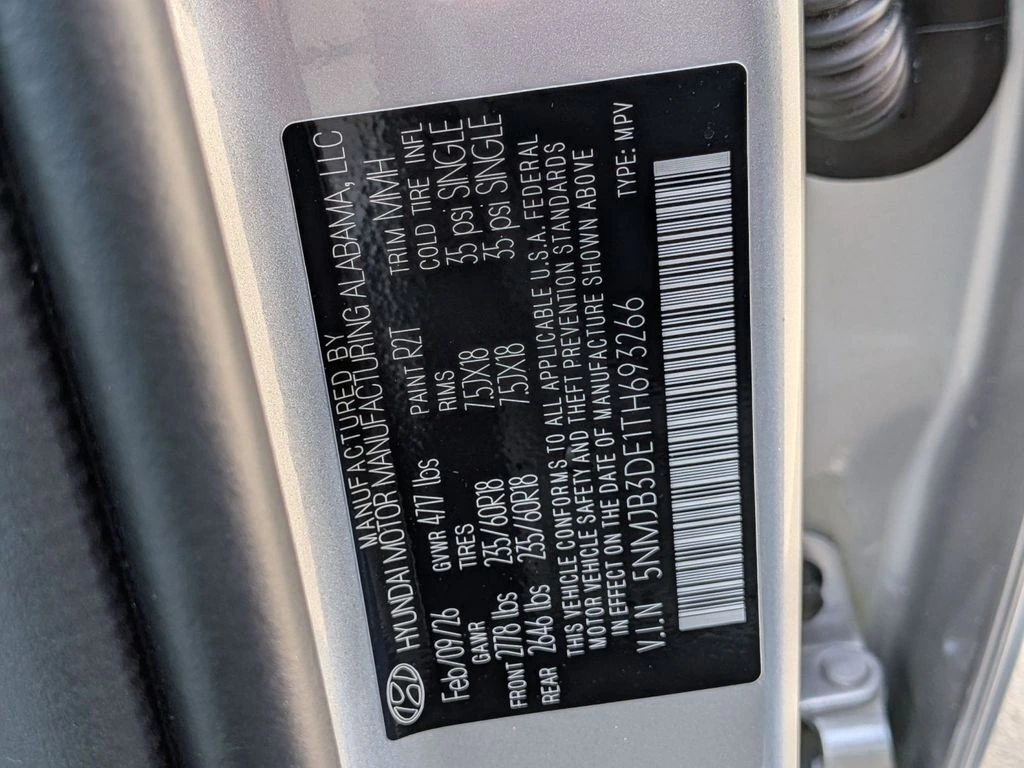 MANUFACTURED BY
HYUNDAI MOTOR MANUFACTURING ALABAMA, LLC
Feb/09/26 GVWR 4717 lbs PAINT R2T TRIM MMH
GAWR TIRES RIMS COLD TIRE INFL
FRONT 2778 lbs 235/60R18 7.5JX18 35 psi SINGLE
REAR 2646 lbs 235/60R18 7.5JX18 35 psi SINGLE
THIS VEHICLE CONFORMS TO ALL APPLICABLE U.S.A. FEDERAL
MOTOR VEHICLE SAFETY AND THEFT PREVENTION STANDARDS
IN EFFECT ON THE DATE OF MANUFACTURE SHOWN ABOVE
V.I.N 5NMJB3DE1TH693266 TYPE: MPV